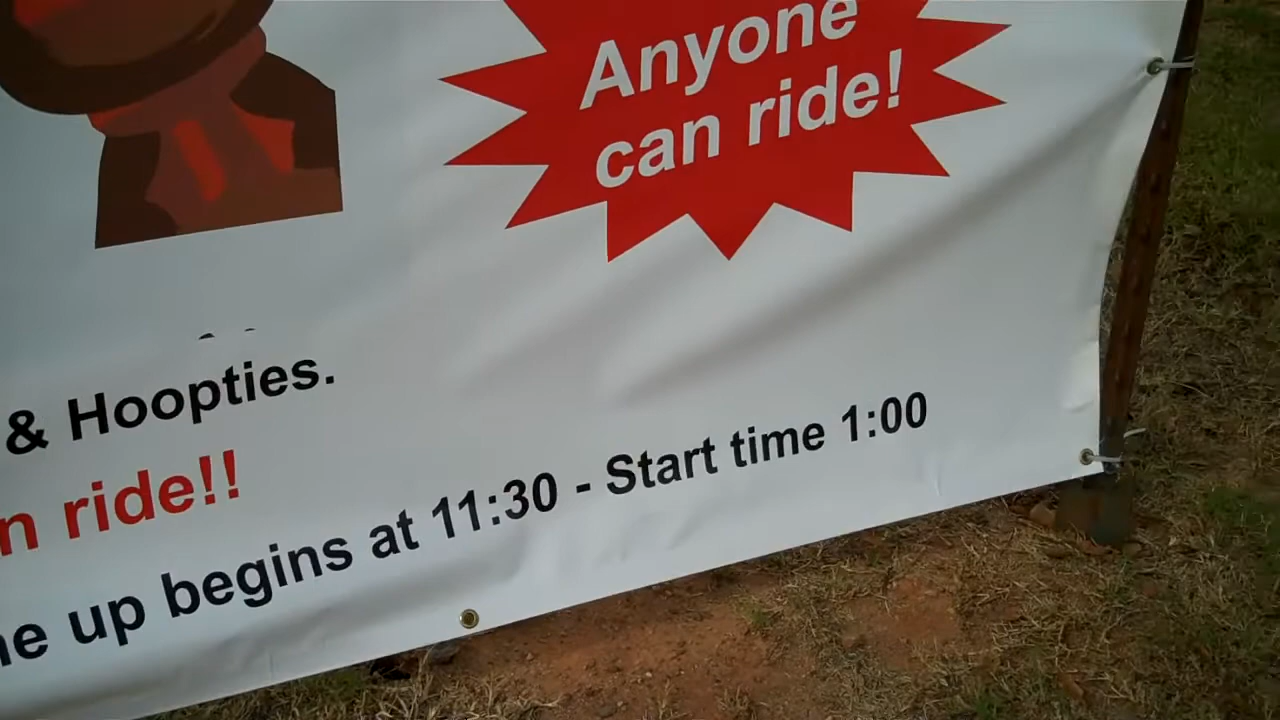 Anyone
can ride!
& Hoopties.
ride!!
up begins at 11:30 - Start time 1:00